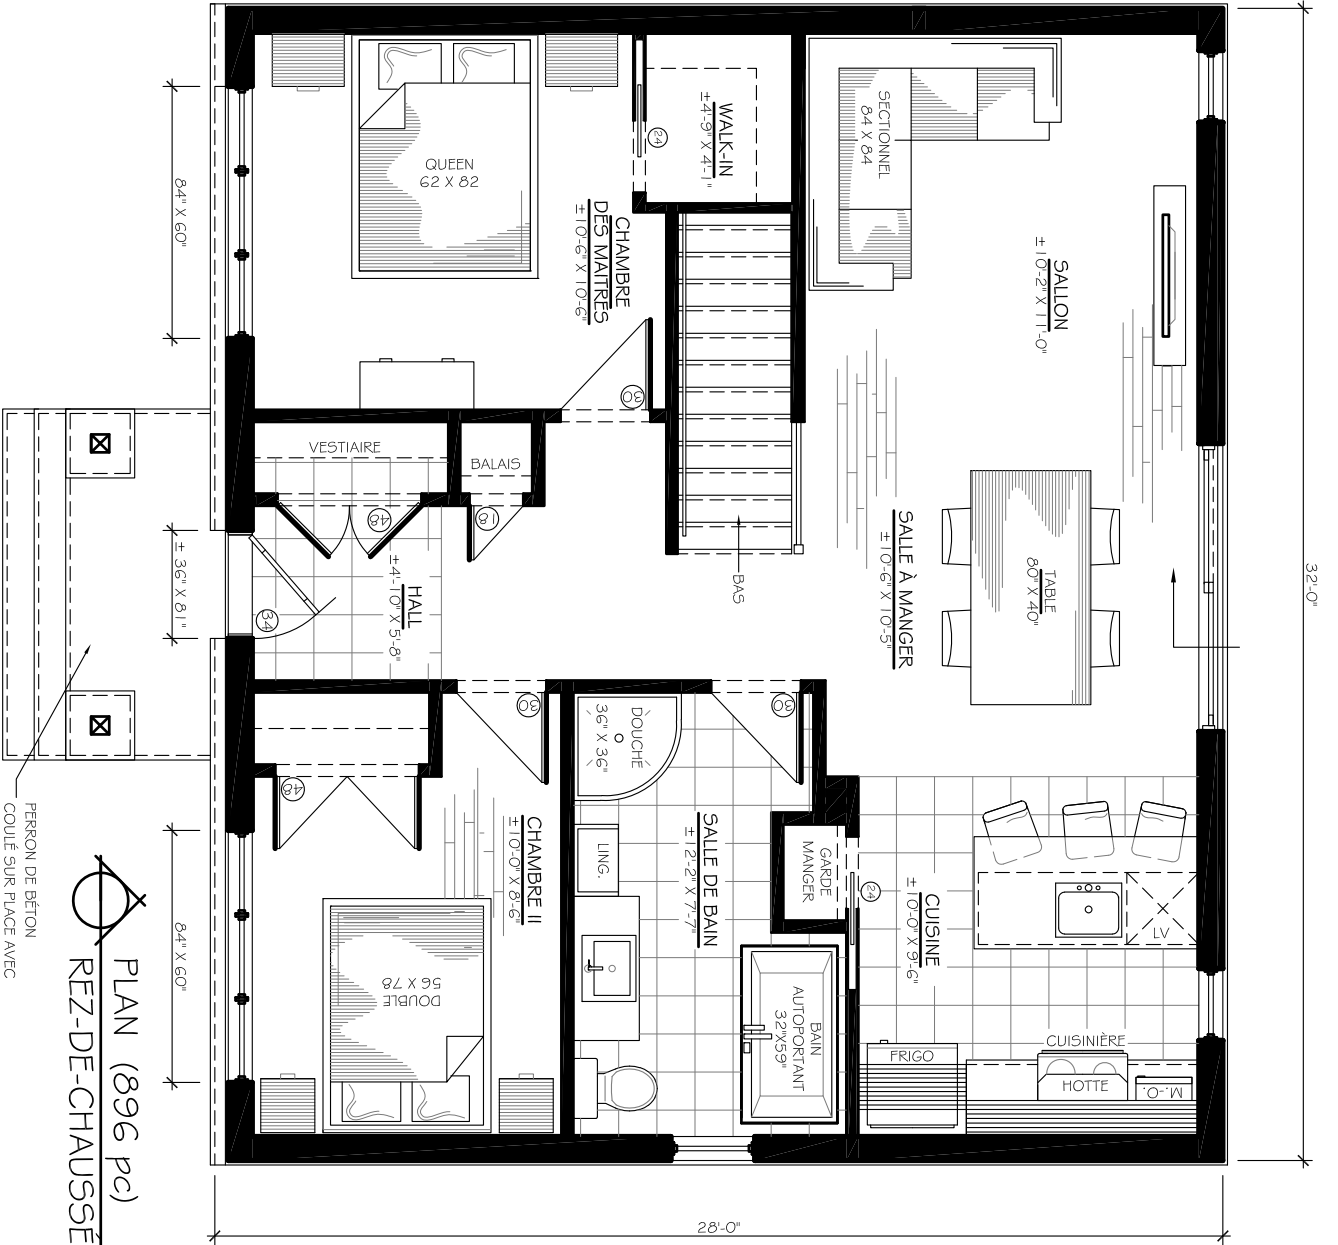 QUEEN
62 X 82
WALK-IN
±4'-9" X 4'-1"
24
CHAMBRE
DES MAITRES
±10'-6" X 10'-6"
30
SECTIONNEL
84 X 84
SALLON
±10'-2" X 11'-0"
84" X 60"
VESTIAIRE
BALAIS
48
18
HALL
±4'-10" X 5'-8"
34
± 36" X 81"
BAS
SALLE À MANGER
±10'-6" X 10'-5"
TABLE
80" X 40"
32'-0"
30
30
48
DOUCHE
36" X 36"
LING.
CHAMBRE II
±10'-0" X 8'-6"
SALLE DE BAIN
±12'-2" X 7'-7"
GARDE
MANGER
24
CUISINE
±10'-0" X 9'-6"
LV
DOUBLE
56 X 78
BAIN
AUTOPORTANT
32"X59"
FRIGO
CUISINIÈRE
HOTTE
M.-O.
84" X 60"
28'-0"
PERRON DE BÉTON
COULÉ SUR PLACE AVEC
PLAN (896 pc)
REZ-DE-CHAUSSÉ